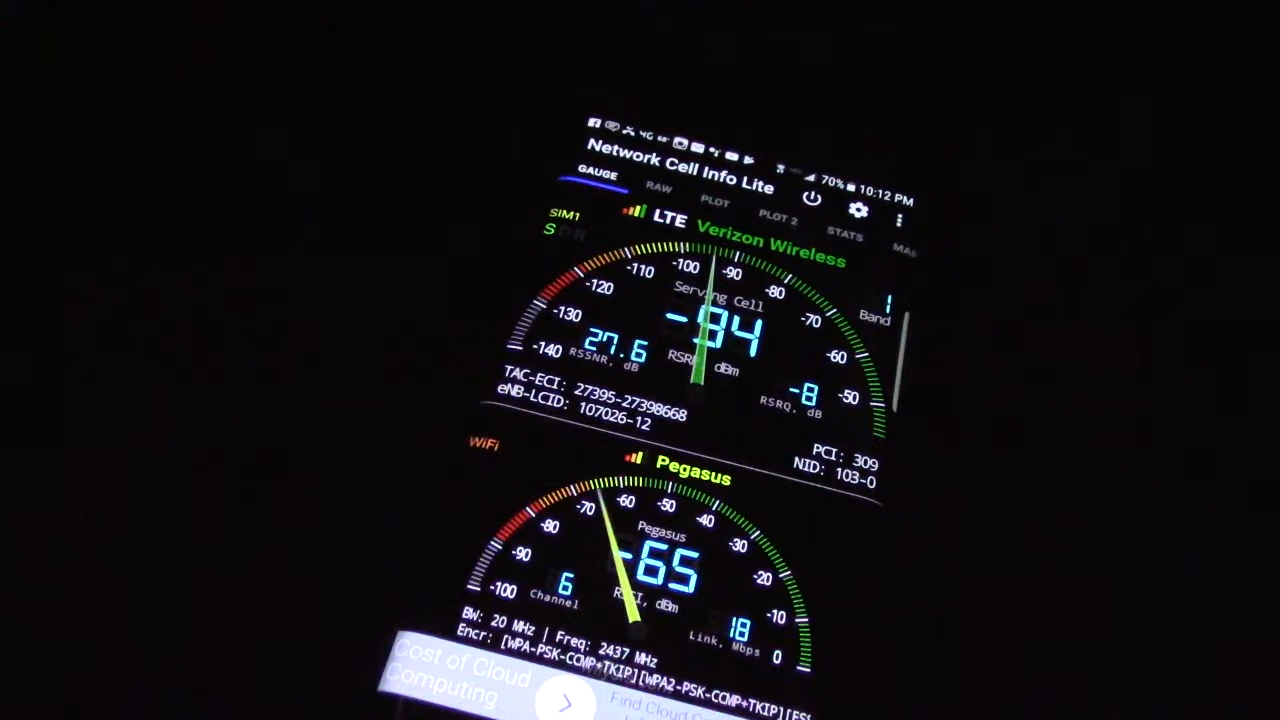 4G 70% 10:12 PM
Network Cell Info Lite
GAUGE RAW PLOT PLOT 2 STATS
SIM1 LTE Verizon Wireless
S D R
-140 -130 -120 -110 -100 -90 -80 -70 -60 -50
Serving Cell
-94
RSRP, dBm
27.6
RSSNR, dB
1
Band
-8
RSRQ, dB
TAC-ECI: 27395-27398668
eNB-LCID: 107026-12
PCI: 309
NID: 103-0
WiFi Pegasus
-100 -90 -80 -70 -60 -50 -40 -30 -20 -10 0
Pegasus
-65
dBm
6
Channel
18
Link, Mbps
BW: 20 MHz | Freq: 2437 MHz
Encr: [WPA-PSK-CCMP+TKIP][WPA2-PSK-CCMP+TKIP][ESS
Cost of Cloud
Computing
Find Cloud